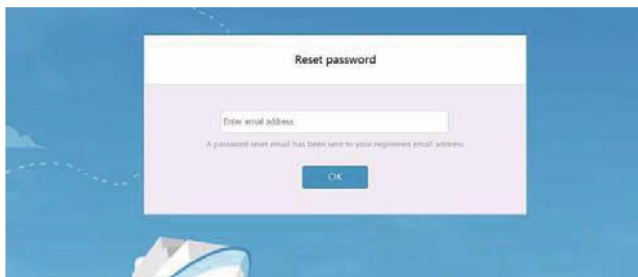 Reset password
Enter email address
A password reset email has been sent to your registered email address.
OK